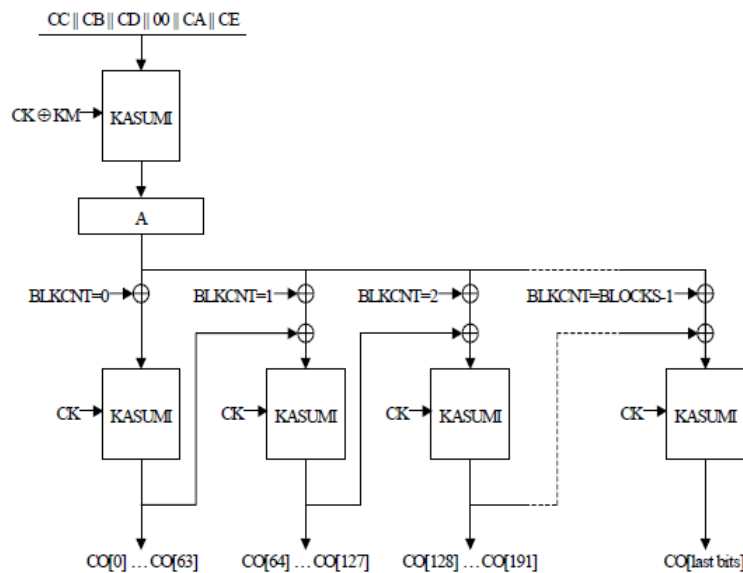 CC || CB || CD || 00 || CA || CE
CK ⊕ KM
KASUMI
A
BLKCNT=0
BLKCNT=1
BLKCNT=2
BLKCNT=BLOCKS-1
CK
KASUMI
CK
KASUMI
CK
KASUMI
CK
KASUMI
CO[0] …CO[63]
CO[64] …CO[127]
CO[128] …CO[191]
CO[last bits]